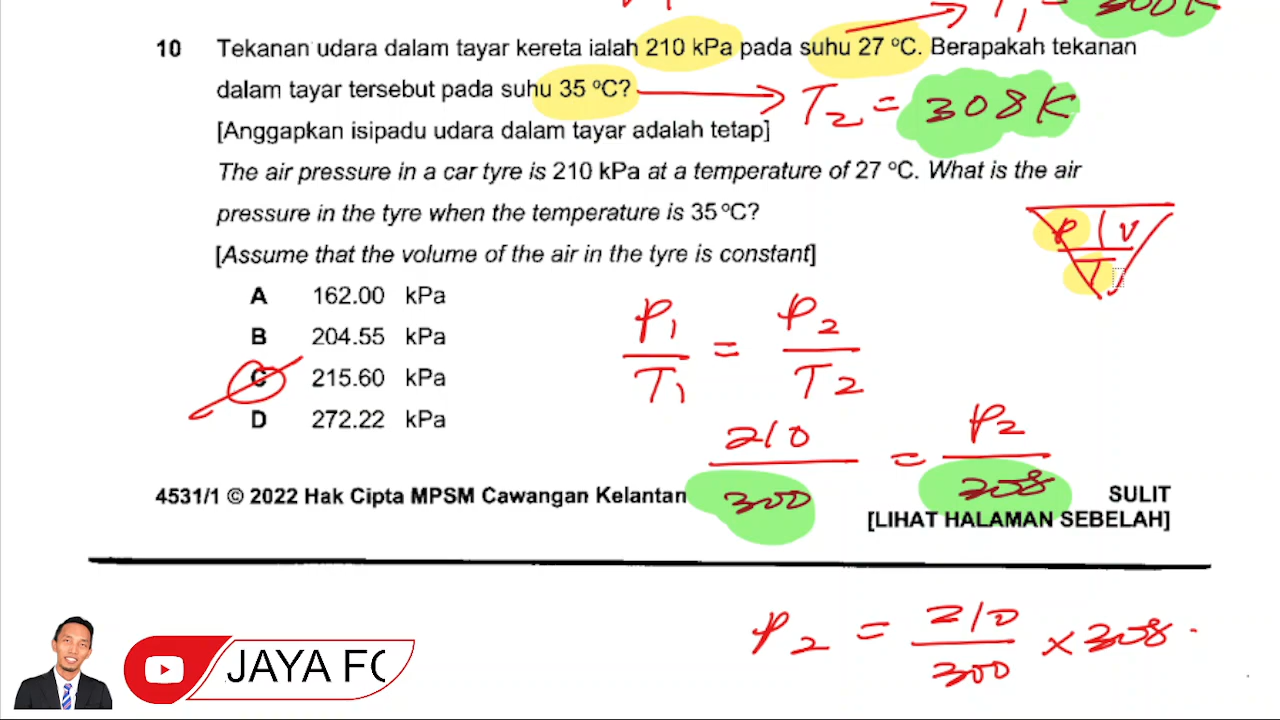 T₁ = 300 K
10 Tekanan udara dalam tayar kereta ialah 210 kPa pada suhu 27 °C. Berapakah tekanan
dalam tayar tersebut pada suhu 35 °C?
T₂ = 308 K
[Anggapkan isipadu udara dalam tayar adalah tetap]
The air pressure in a car tyre is 210 kPa at a temperature of 27 °C. What is the air
pressure in the tyre when the temperature is 35 °C?
P | V
T
[Assume that the volume of the air in the tyre is constant]
A 162.00 kPa
B 204.55 kPa
C 215.60 kPa
D 272.22 kPa
P₁/T₁ = P₂/T₂
210/300 = P₂/308
4531/1 © 2022 Hak Cipta MPSM Cawangan Kelantan
SULIT
[LIHAT HALAMAN SEBELAH]
P₂ = 210/300 × 308
JAYA FO